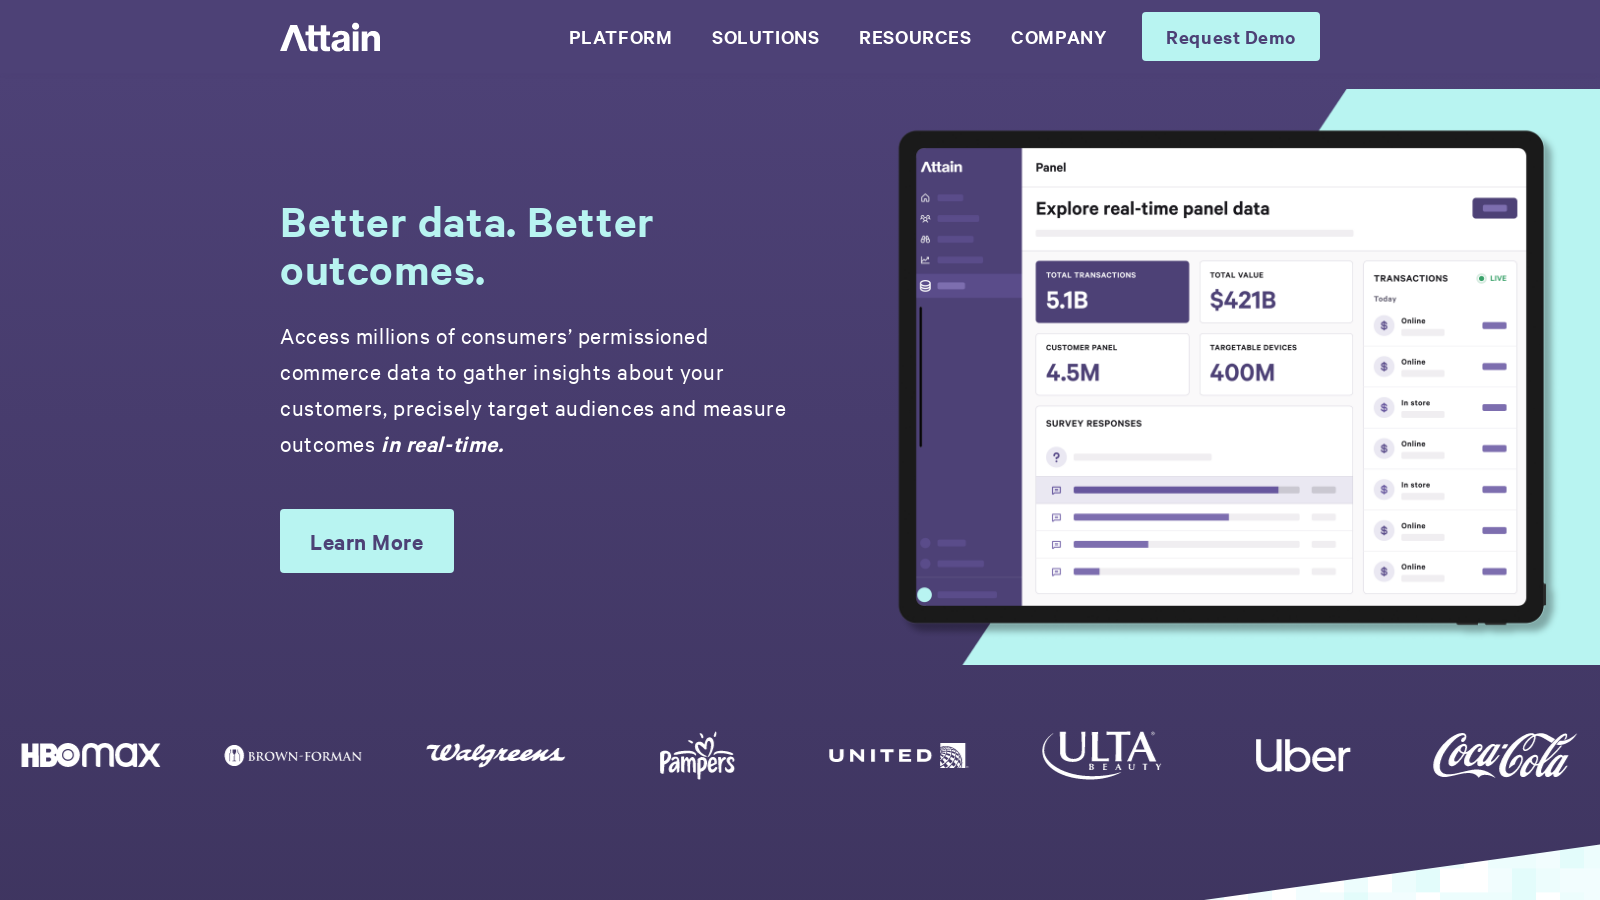 Attain
PLATFORM
SOLUTIONS
RESOURCES
COMPANY
Request Demo
Better data. Better
outcomes.
Access millions of consumers’ permissioned
commerce data to gather insights about your
customers, precisely target audiences and measure
outcomes in real-time.
Learn More
Attain
Panel
Explore real-time panel data
TOTAL TRANSACTIONS
5.1B
TOTAL VALUE
$421B
CUSTOMER PANEL
4.5M
TARGETABLE DEVICES
400M
SURVEY RESPONSES
?
TRANSACTIONS
LIVE
Today
$ Online
$ Online
$ In store
$ Online
$ In store
$ Online
$ Online
HBOMAX
BROWN-FORMAN
Walgreens
Pampers
UNITED
ULTA
BEAUTY
Uber
Coca-Cola